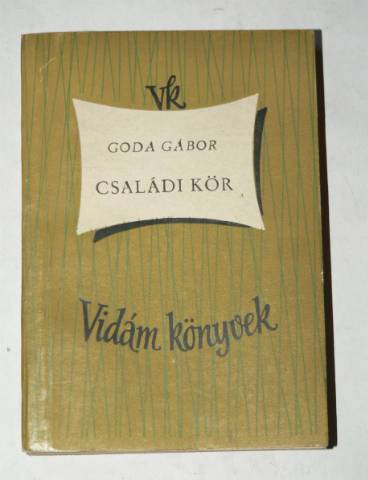 Vk
GODA GÁBOR
CSALÁDI KÖR
Vidám könyvek